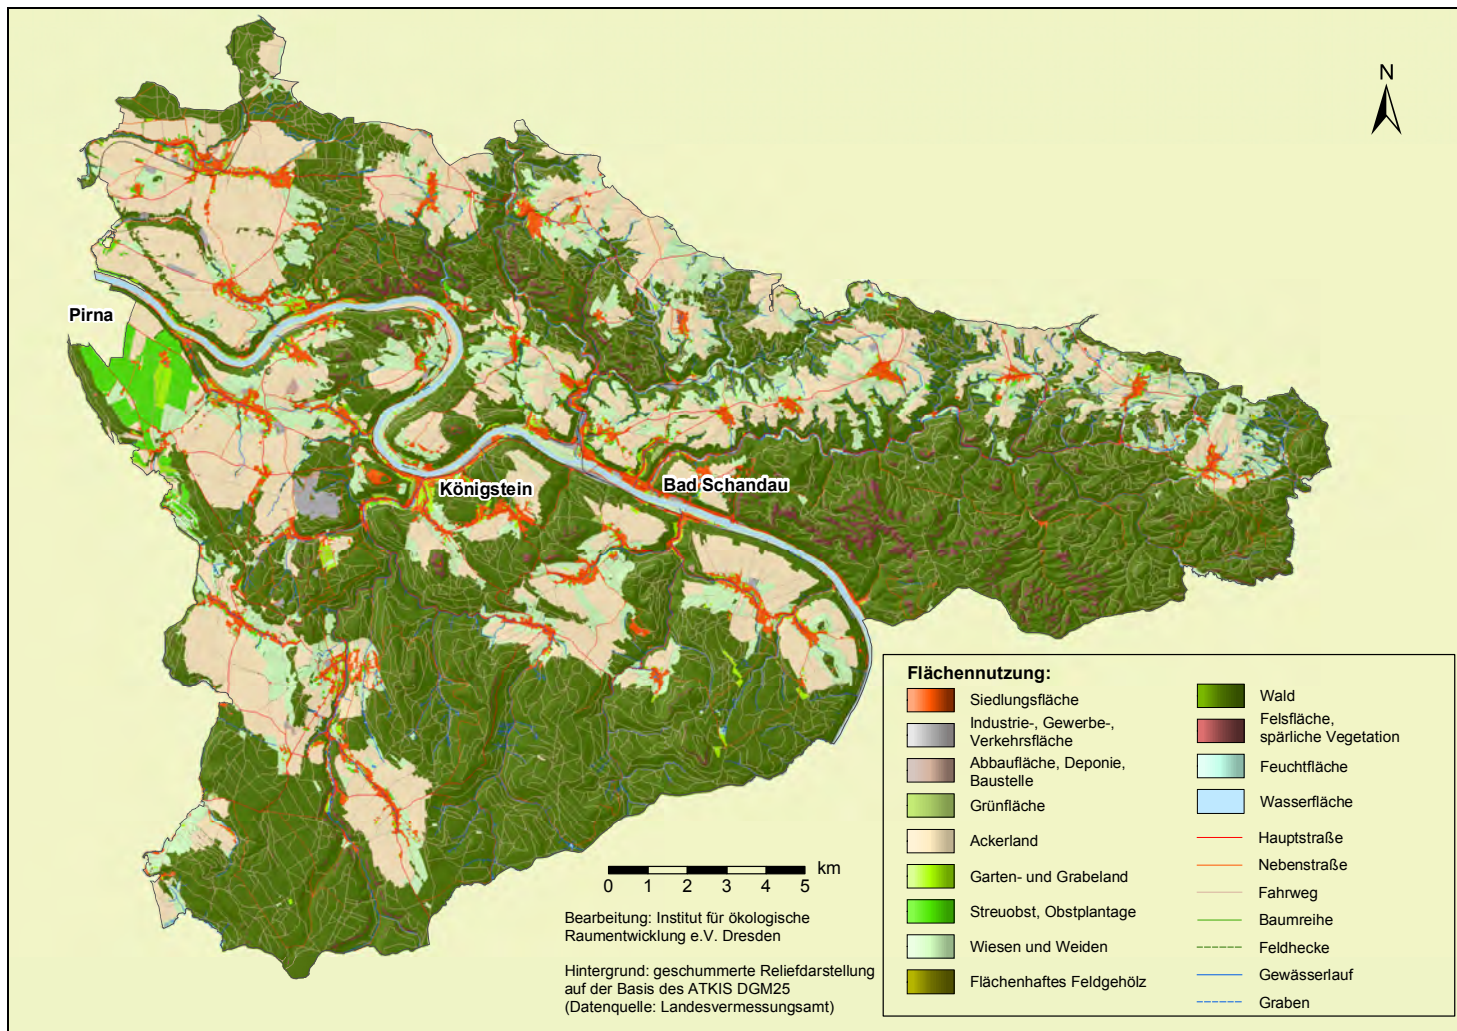 N
Pirna
Königstein
Bad Schandau
Flächennutzung:
Siedlungsfläche
Industrie-, Gewerbe-,
Verkehrsfläche
Abbaufläche, Deponie,
Baustelle
Grünfläche
Ackerland
Garten- und Grabeland
Streuobst, Obstplantage
Wiesen und Weiden
Flächenhaftes Feldgehölz
Wald
Felsfläche,
spärliche Vegetation
Feuchtfläche
Wasserfläche
Hauptstraße
Nebenstraße
Fahrweg
Baumreihe
Feldhecke
Gewässerlauf
Graben
km
0 1 2 3 4 5
Bearbeitung: Institut für ökologische
Raumentwicklung e.V. Dresden
Hintergrund: geschummerte Reliefdarstellung
auf der Basis des ATKIS DGM25
(Datenquelle: Landesvermessungsamt)